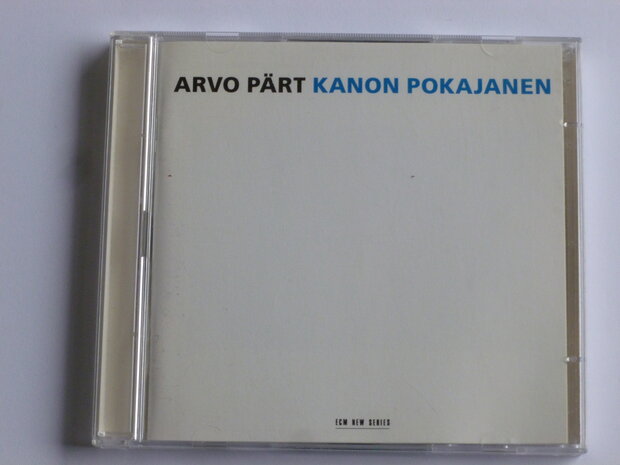 ARVO PÄRT KANON POKAJANEN
ECM NEW SERIES